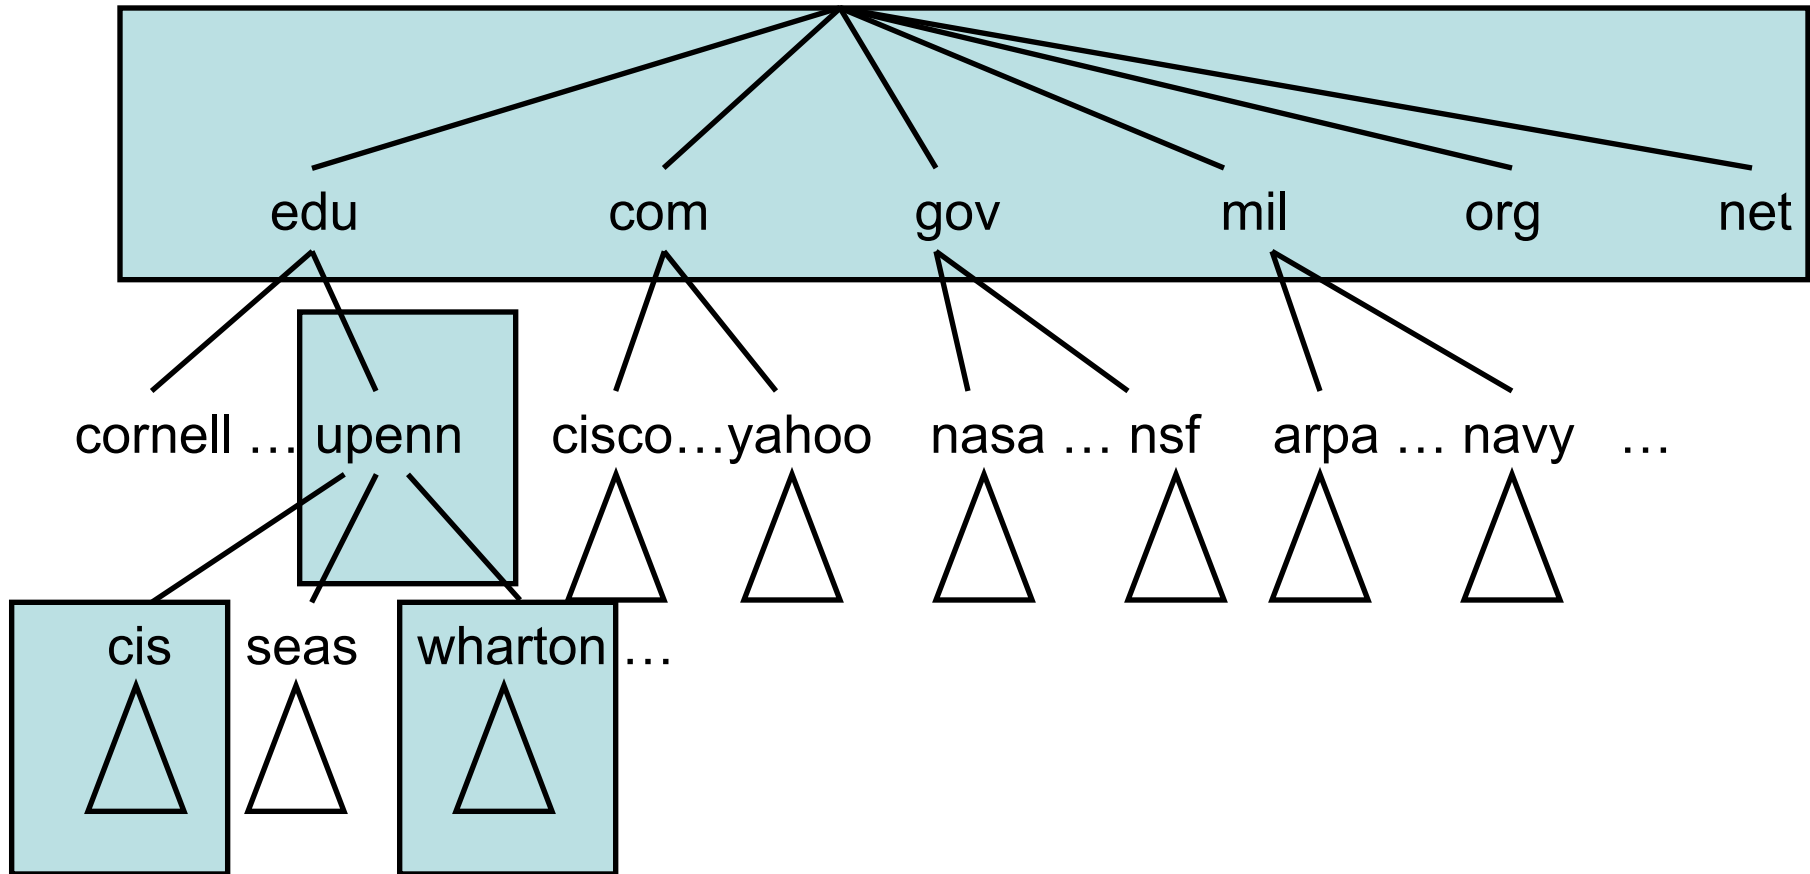 edu com gov mil org net
cornell … upenn cisco…yahoo nasa … nsf arpa … navy …
cis seas wharton …